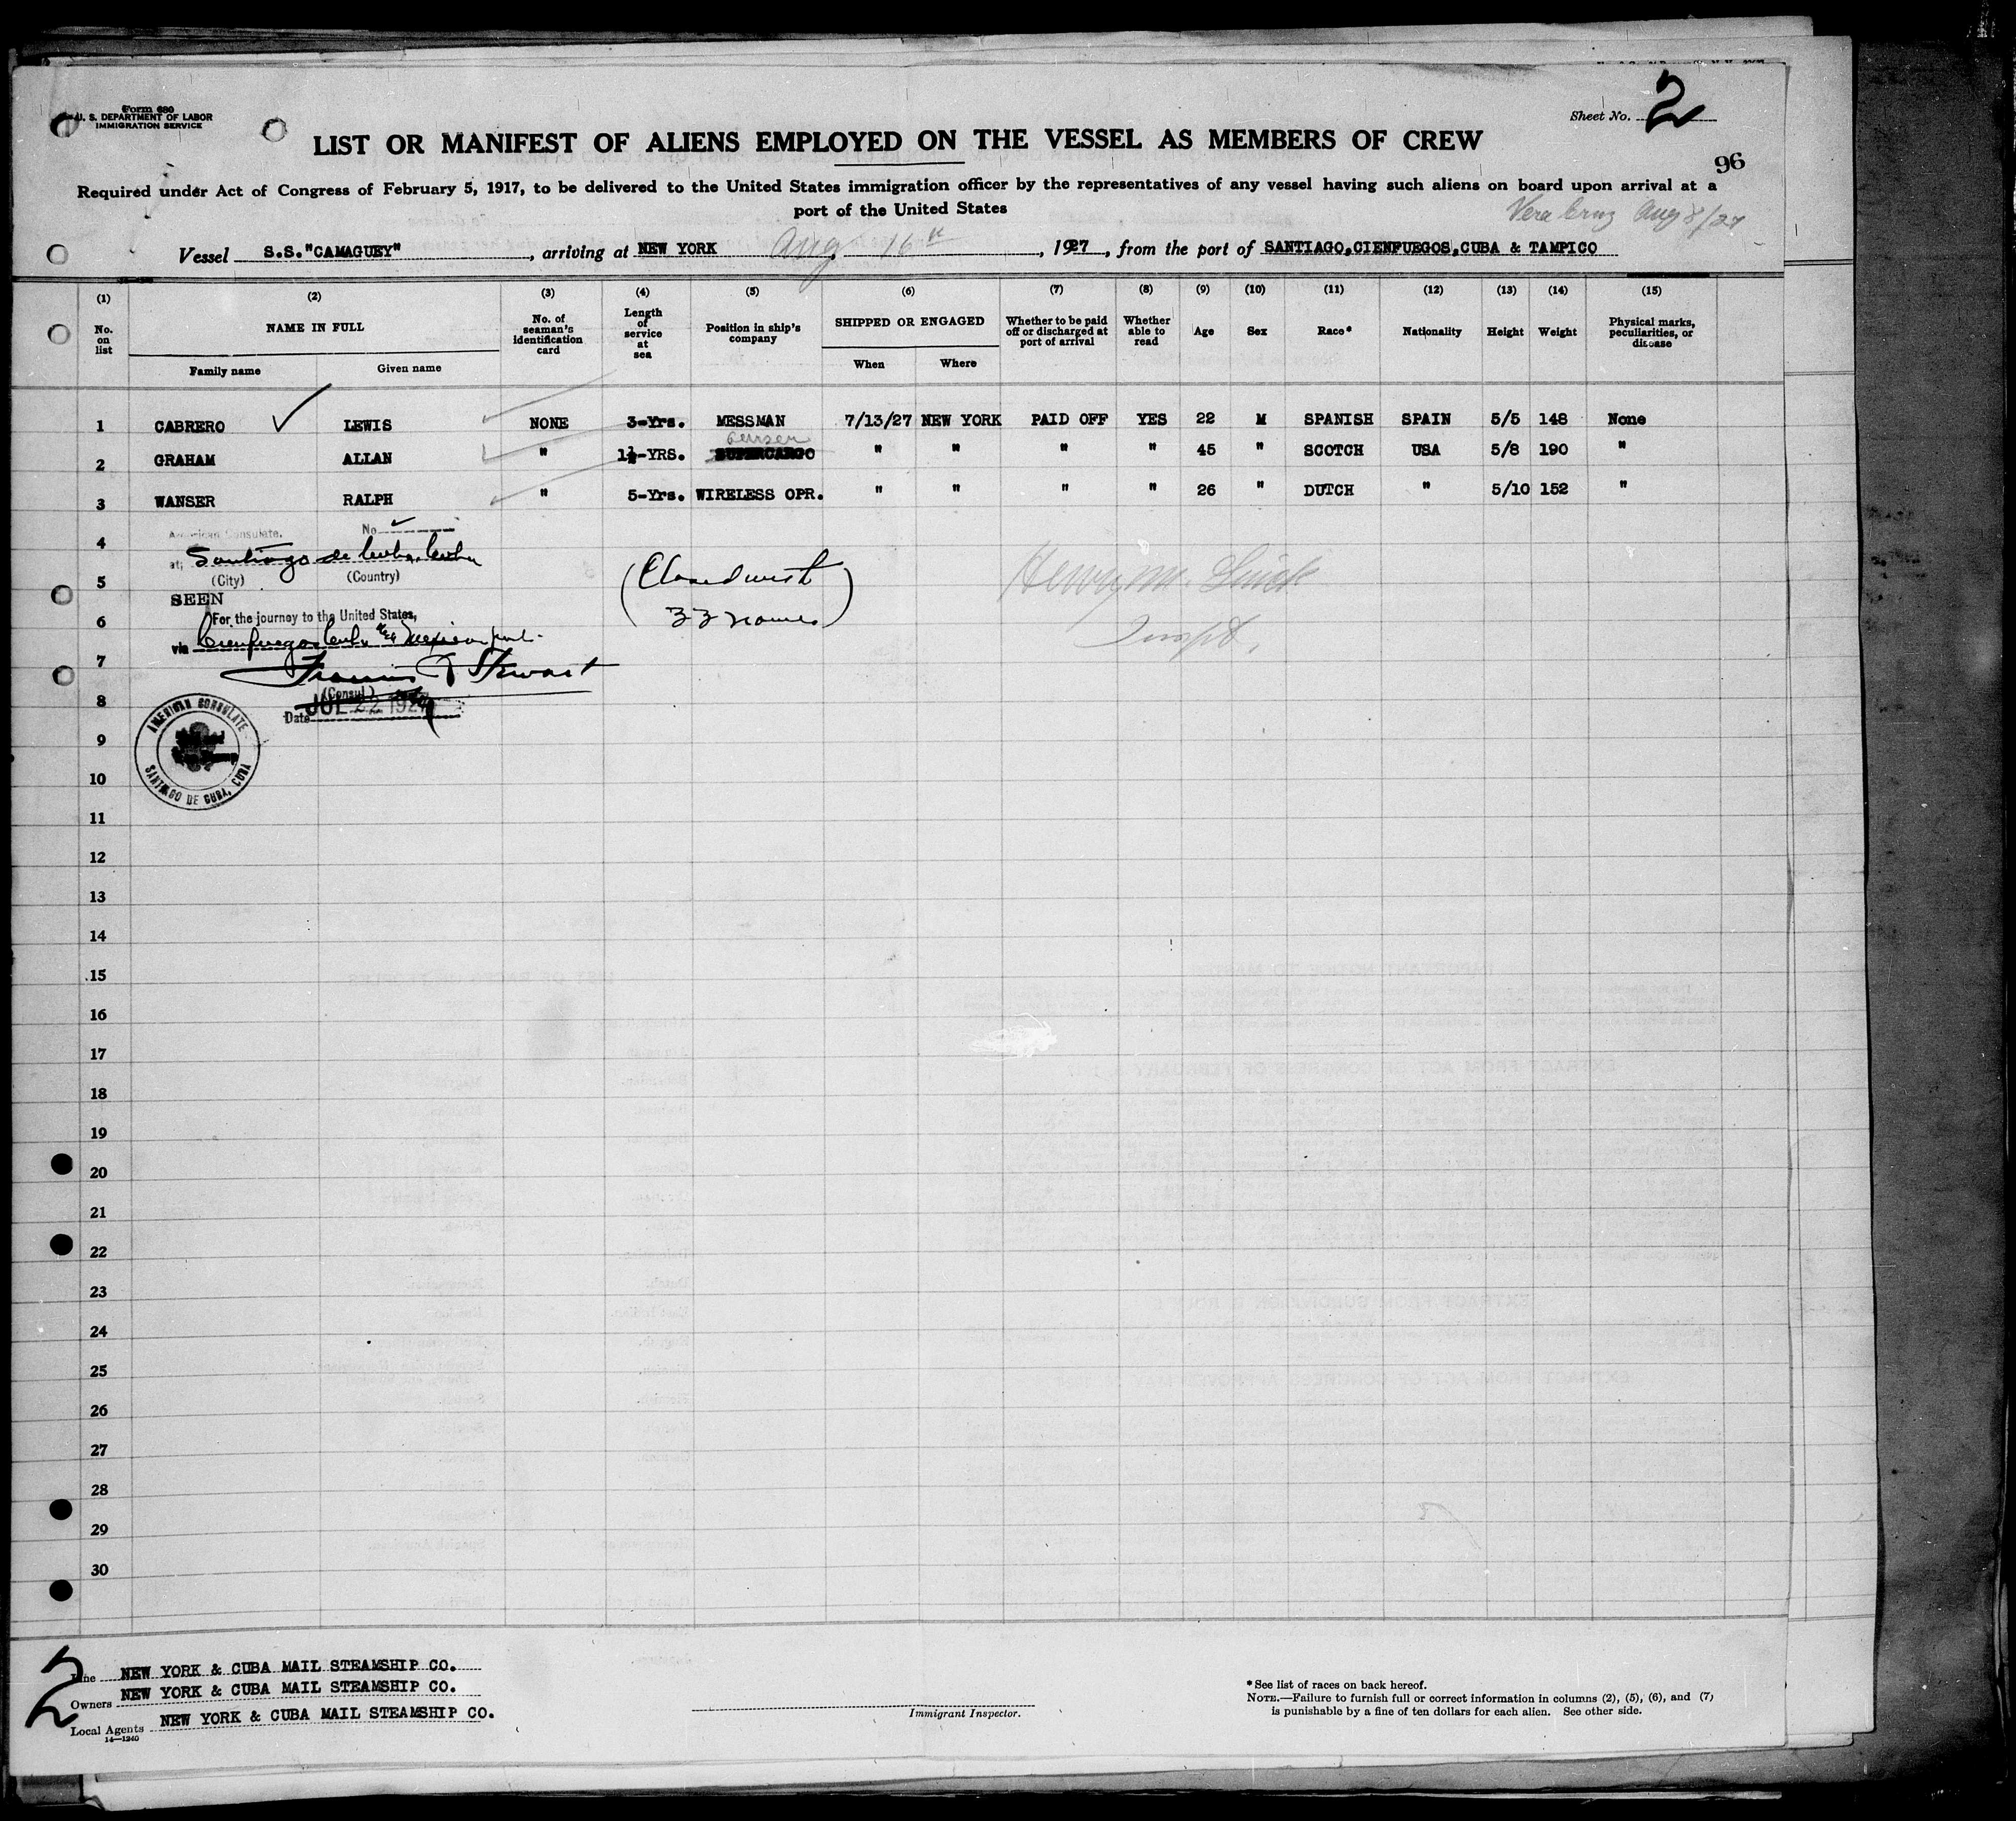 Form 680
U. S. DEPARTMENT OF LABOR
IMMIGRATION SERVICE
Sheet No. 2
LIST OR MANIFEST OF ALIENS EMPLOYED ON THE VESSEL AS MEMBERS OF CREW
96
Required under Act of Congress of February 5, 1917, to be delivered to the United States immigration officer by the representatives of any vessel having such aliens on board upon arrival at a
port of the United States
Vera Cruz Aug 8/27
Vessel S.S."CAMAGUEY", arriving at NEW YORK Aug 16th, 1927, from the port of SANTIAGO,CIENFUEGOS,CUBA & TAMPICO
(1) (2) (3) (4) (5) (6) (7) (8) (9) (10) (11) (12) (13) (14) (15)
No. on list
NAME IN FULL
Family name Given name
No. of seaman's identification card
Length of service at sea
Position in ship's company
SHIPPED OR ENGAGED
When Where
Whether to be paid off or discharged at port of arrival
Whether able to read
Age Sex Race* Nationality Height Weight
Physical marks, peculiarities, or disease
1 CABRERO LEWIS NONE 3-Yrs. MESSMAN 7/13/27 NEW YORK PAID OFF YES 22 M SPANISH SPAIN 5/5 148 None
purser
2 GRAHAM ALLAN " 1½-YRS. SUPERCARGO " " " " 45 " SCOTCH USA 5/8 190 "
3 WANSER RALPH " 5-Yrs. WIRELESS OPR. " " " " 26 " DUTCH " 5/10 152 "
American Consulate. No.
4
at; Santiago de Cuba, Cuba
(City) (Country)
5
SEEN
For the journey to the United States,
6
via Cienfuegos, Cuba
7
(Consul)
8
Date JUL 22 1927
AMERICAN CONSULATE
SANTIAGO DE CUBA, CUBA
(Closed with
33 names)
Henry M.
Inspt.
9
10
11
12
13
14
15
16
17
18
19
20
21
22
23
24
25
26
27
28
29
30
2
Line NEW YORK & CUBA MAIL STEAMSHIP CO.
Owners NEW YORK & CUBA MAIL STEAMSHIP CO.
Local Agents NEW YORK & CUBA MAIL STEAMSHIP CO.
14—1240
Immigrant Inspector.
*See list of races on back hereof.
NOTE.—Failure to furnish full or correct information in columns (2), (5), (6), and (7)
is punishable by a fine of ten dollars for each alien. See other side.